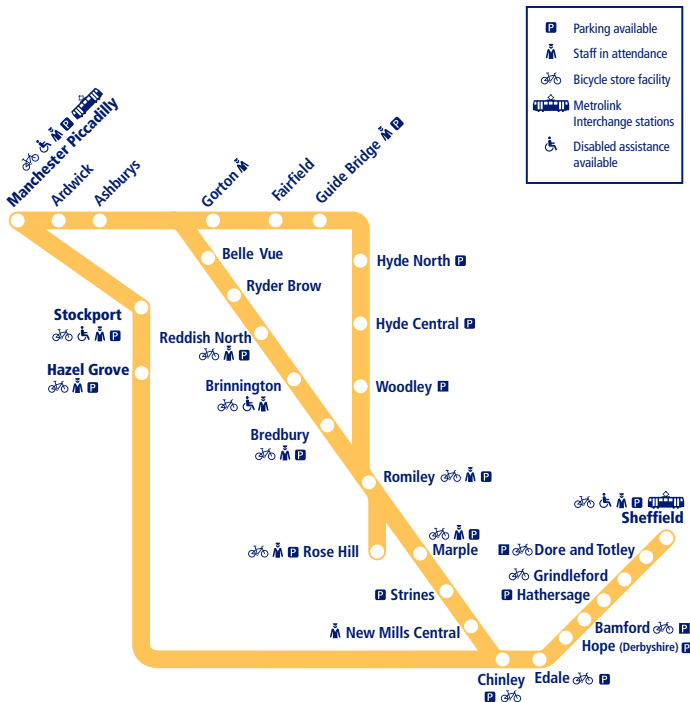 P Parking available
Staff in attendance
Bicycle store facility
Metrolink
Interchange stations
Disabled assistance
available
P
Manchester Piccadilly
Ardwick
Ashburys
Gorton
Fairfield
Guide Bridge P
Belle Vue
Ryder Brow
Hyde North P
Stockport
P
Hyde Central P
Reddish North
P
Hazel Grove
P
Brinnington
Woodley P
Bredbury
P
Romiley P
P
Sheffield
P
Marple
P Rose Hill
P Dore and Totley
Grindleford
P Strines
P Hathersage
New Mills Central
Bamford P
Hope (Derbyshire) P
Chinley
P
Edale P